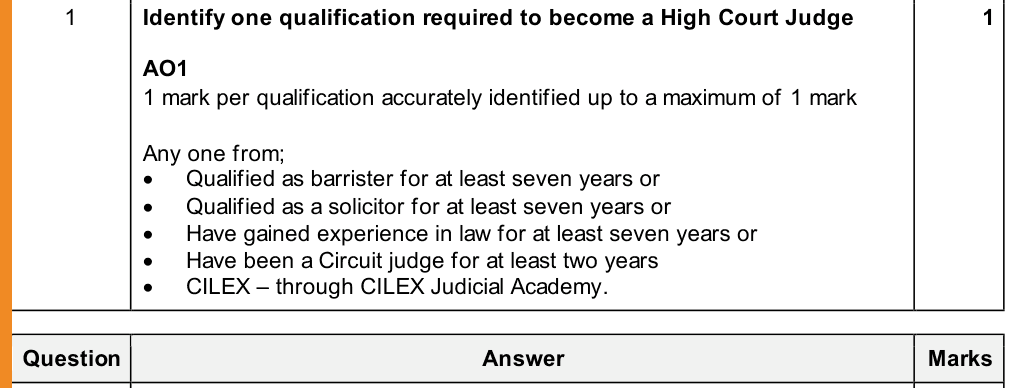 1 Identify one qualification required to become a High Court Judge 1
AO1
1 mark per qualification accurately identified up to a maximum of 1 mark
Any one from;
• Qualified as barrister for at least seven years or
• Qualified as a solicitor for at least seven years or
• Have gained experience in law for at least seven years or
• Have been a Circuit judge for at least two years
• CILEX – through CILEX Judicial Academy.
Question Answer Marks